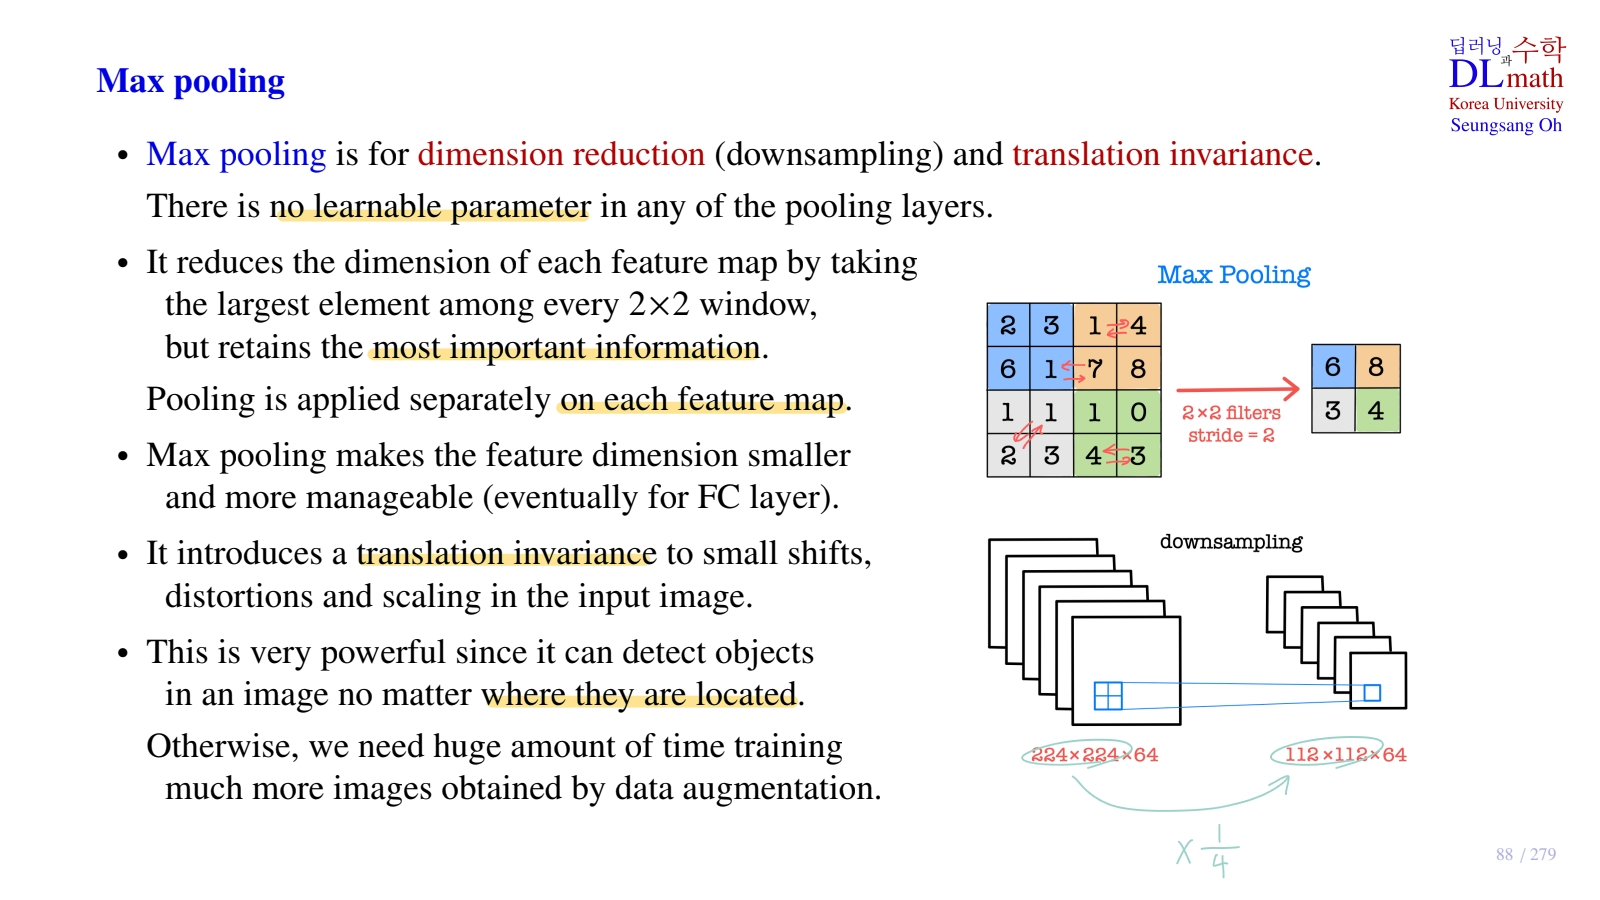 Max pooling
딥러닝과 수학
DL math
Korea University
Seungsang Oh
• Max pooling is for dimension reduction (downsampling) and translation invariance.
There is no learnable parameter in any of the pooling layers.
• It reduces the dimension of each feature map by taking
the largest element among every 2×2 window,
but retains the most important information.
Pooling is applied separately on each feature map.
• Max pooling makes the feature dimension smaller
and more manageable (eventually for FC layer).
• It introduces a translation invariance to small shifts,
distortions and scaling in the input image.
• This is very powerful since it can detect objects
in an image no matter where they are located.
Otherwise, we need huge amount of time training
much more images obtained by data augmentation.
Max Pooling
2 3 1 4
6 1 7 8
1 1 1 0
2 3 4 3
2×2 filters
stride = 2
6 8
3 4
downsampling
224×224×64
112×112×64
× 1/4
88 / 279